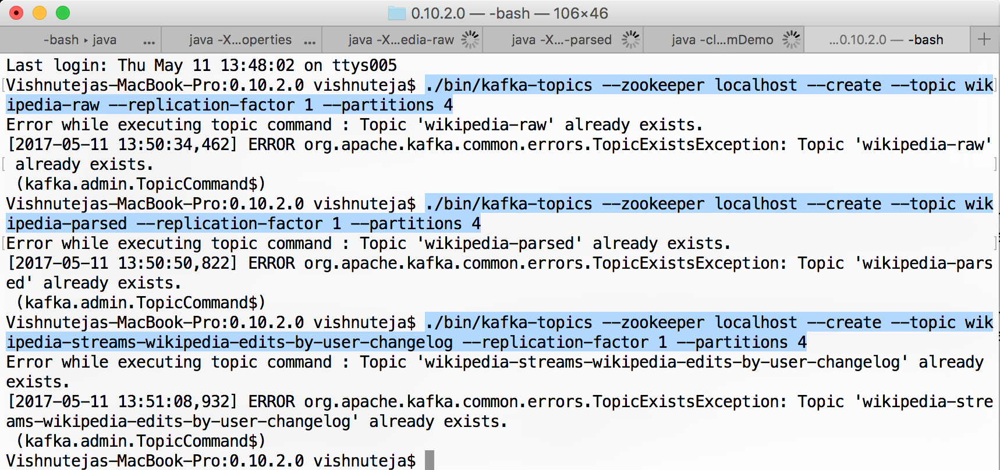 0.10.2.0 — -bash — 106×46
-bash ▸ java ... java -X...operties ... java -X...edia-raw java -X...-parsed java -cl...mDemo ...0.10.2.0 — -bash +
Last login: Thu May 11 13:48:02 on ttys005
[Vishnutejas-MacBook-Pro:0.10.2.0 vishnuteja$ ./bin/kafka-topics --zookeeper localhost --create --topic wik]
ipedia-raw --replication-factor 1 --partitions 4
Error while executing topic command : Topic 'wikipedia-raw' already exists.
[2017-05-11 13:50:34,462] ERROR org.apache.kafka.common.errors.TopicExistsException: Topic 'wikipedia-raw'
[ already exists. ]
(kafka.admin.TopicCommand$)
Vishnutejas-MacBook-Pro:0.10.2.0 vishnuteja$ ./bin/kafka-topics --zookeeper localhost --create --topic wik
ipedia-parsed --replication-factor 1 --partitions 4
[Error while executing topic command : Topic 'wikipedia-parsed' already exists. ]
[2017-05-11 13:50:50,822] ERROR org.apache.kafka.common.errors.TopicExistsException: Topic 'wikipedia-pars
ed' already exists.
(kafka.admin.TopicCommand$)
Vishnutejas-MacBook-Pro:0.10.2.0 vishnuteja$ ./bin/kafka-topics --zookeeper localhost --create --topic wik
ipedia-streams-wikipedia-edits-by-user-changelog --replication-factor 1 --partitions 4
Error while executing topic command : Topic 'wikipedia-streams-wikipedia-edits-by-user-changelog' already
exists.
[2017-05-11 13:51:08,932] ERROR org.apache.kafka.common.errors.TopicExistsException: Topic 'wikipedia-stre
ams-wikipedia-edits-by-user-changelog' already exists.
(kafka.admin.TopicCommand$)
Vishnutejas-MacBook-Pro:0.10.2.0 vishnuteja$